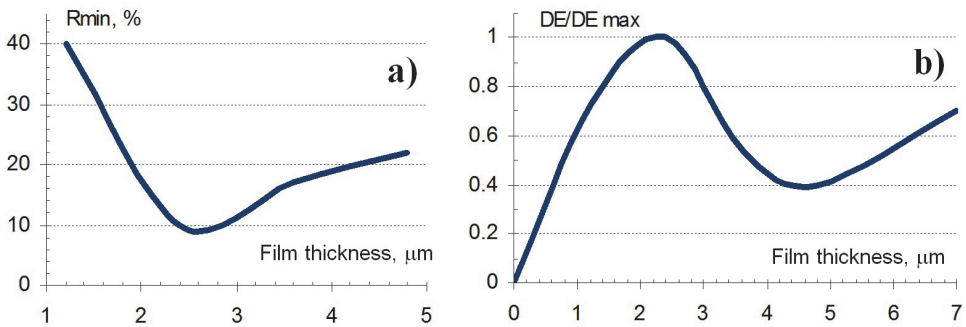 Rmin, %
40
30
20
10
0
a)
Film thickness, μm
1 2 3 4 5
DE/DE max
1
0.8
0.6
0.4
0.2
0
b)
Film thickness, μm
0 1 2 3 4 5 6 7